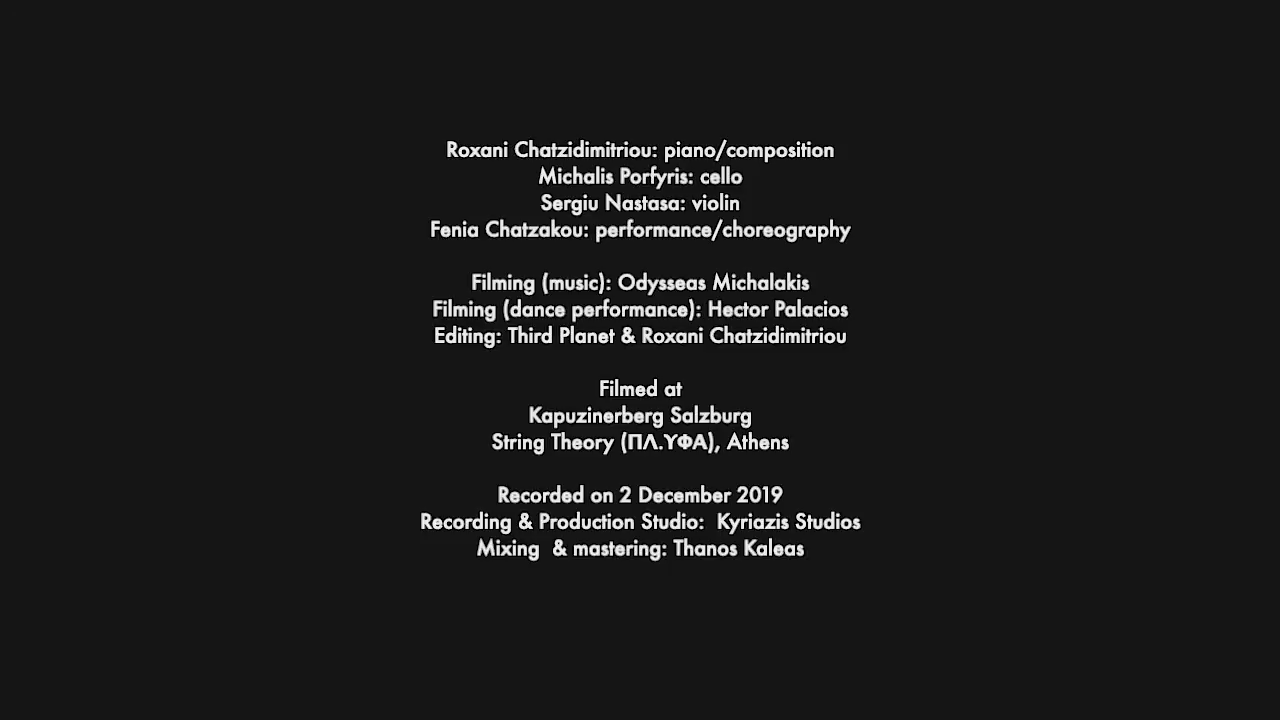 Roxani Chatzidimitriou: piano/composition
Michalis Porfyris: cello
Sergiu Nastasa: violin
Fenia Chatzakou: performance/choreography
Filming (music): Odysseas Michalakis
Filming (dance performance): Hector Palacios
Editing: Third Planet & Roxani Chatzidimitriou
Filmed at
Kapuzinerberg Salzburg
String Theory (ΠΛ.ΥΦΑ), Athens
Recorded on 2 December 2019
Recording & Production Studio:  Kyriazis Studios
Mixing  & mastering: Thanos Kaleas